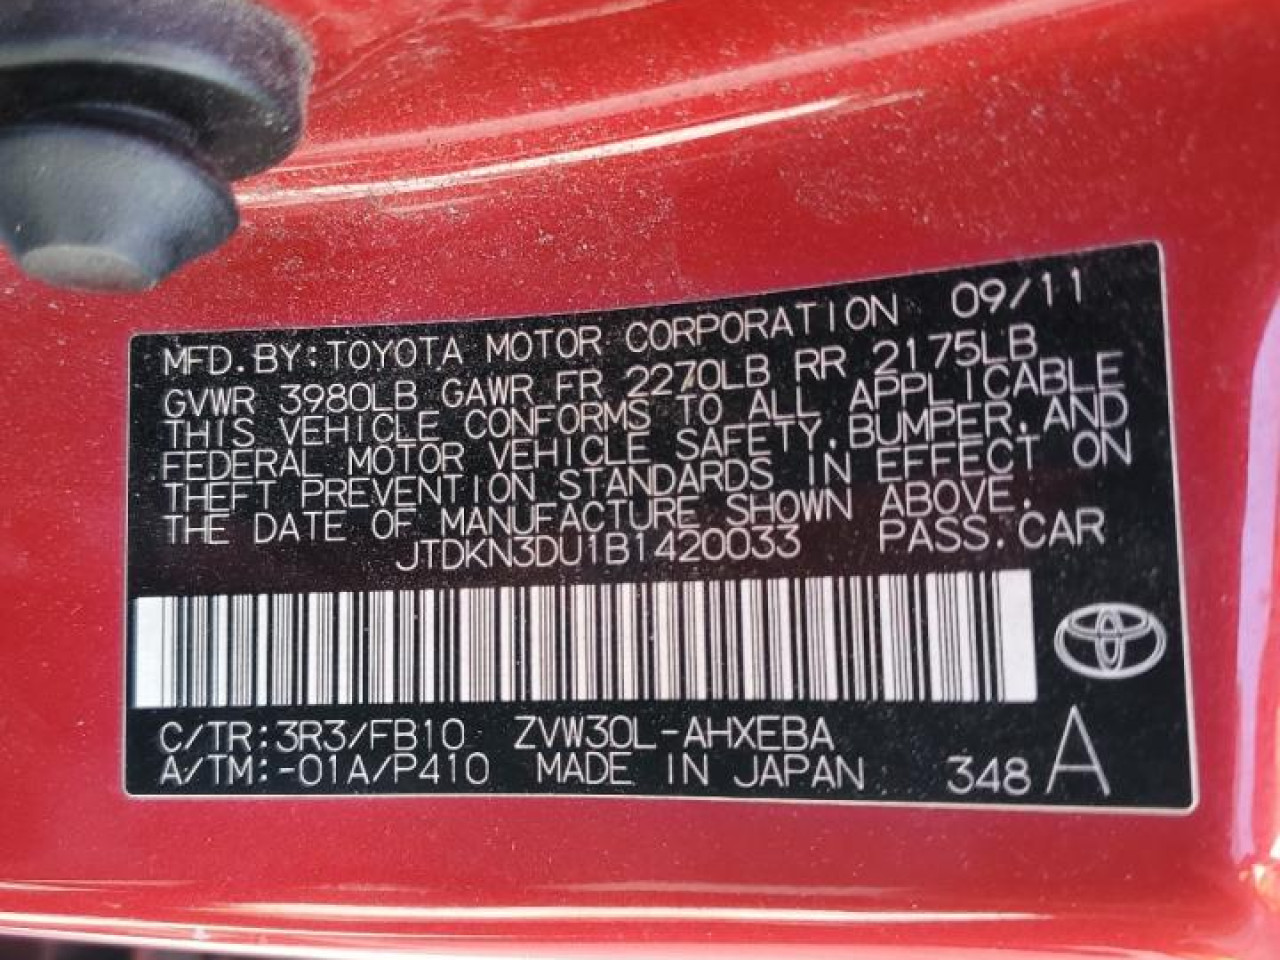 MFD. BY: TOYOTA MOTOR CORPORATION 09/11
GVWR 3980LB GAWR FR 2270LB RR 2175LB
THIS VEHICLE CONFORMS TO ALL APPLICABLE
FEDERAL MOTOR VEHICLE SAFETY, BUMPER, AND
THEFT PREVENTION STANDARDS IN EFFECT ON
THE DATE OF MANUFACTURE SHOWN ABOVE.
JTDKN3DU1B1420033 PASS. CAR
C/TR:3R3/FB10 ZVW30L-AHXEBA
A/TM:-01A/P410 MADE IN JAPAN 348 A